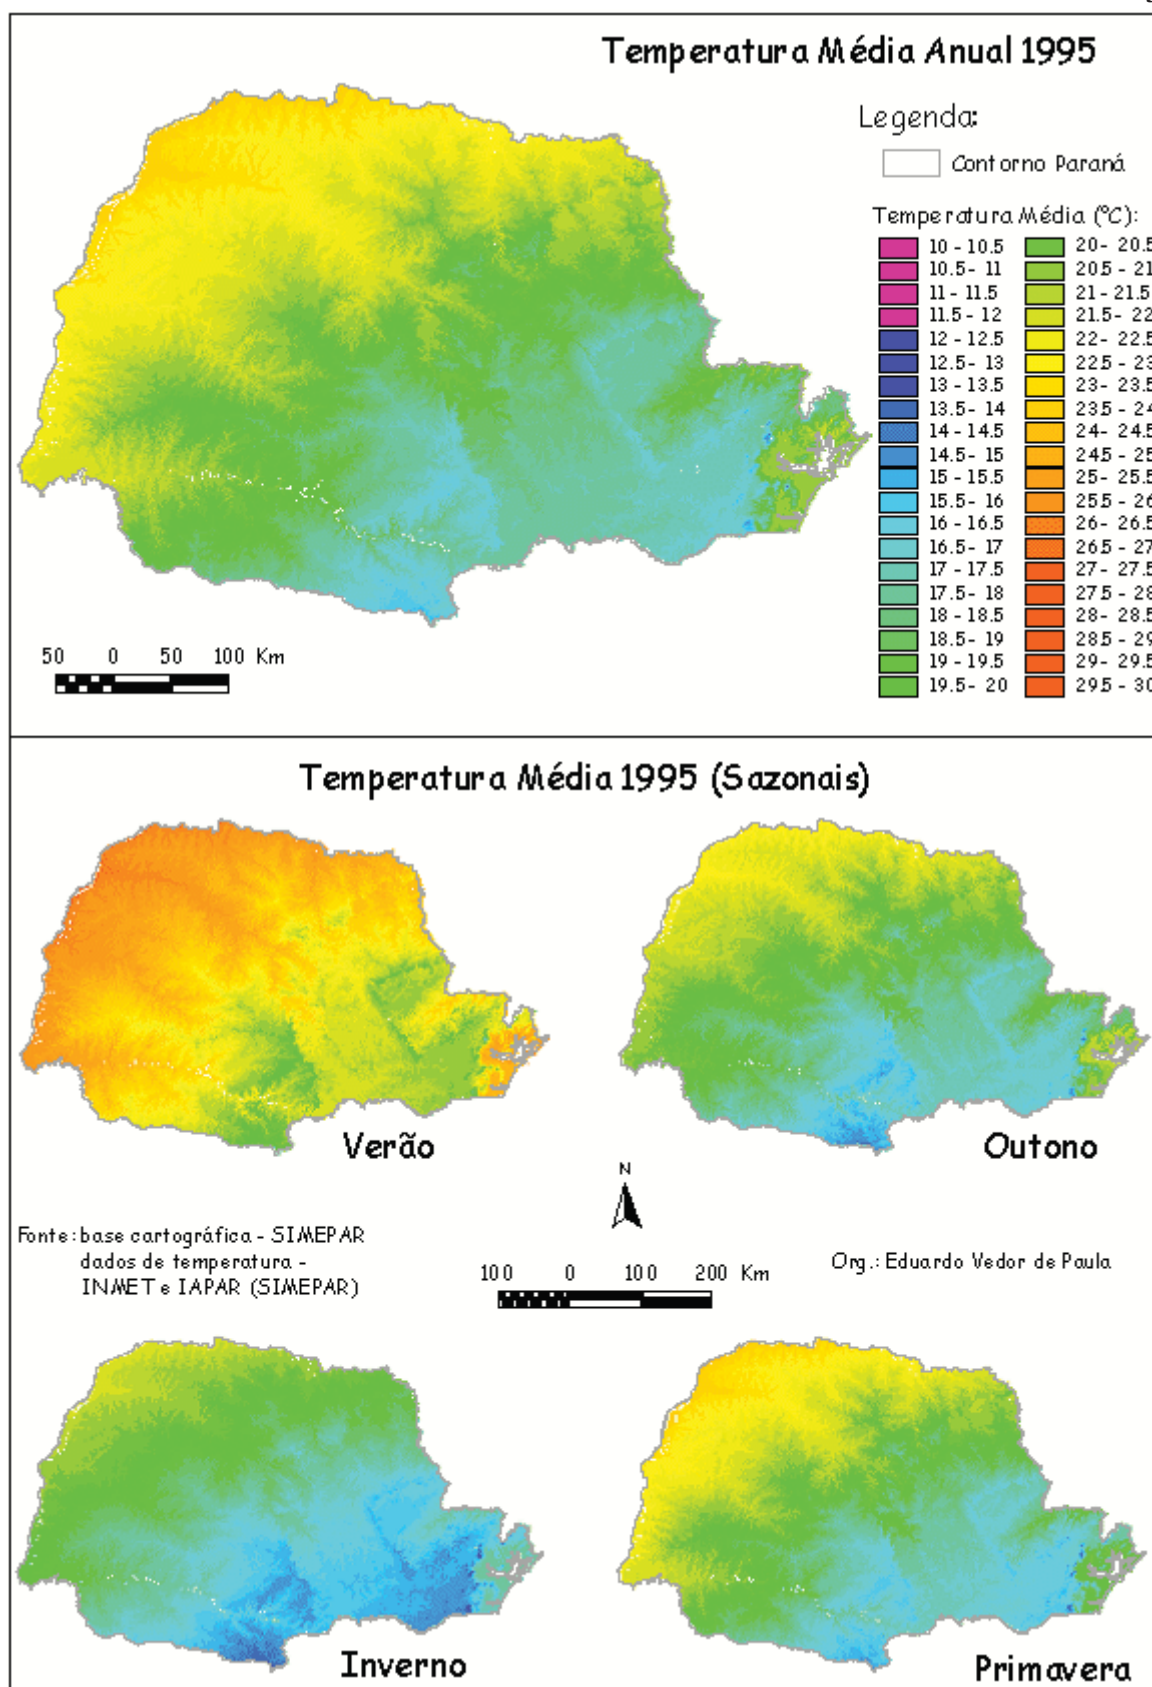 Temperatura Média Anual 1995
Legenda:
Contorno Paraná
Temperatura Média (°C):
10 - 10.5
10.5 - 11
11 - 11.5
11.5 - 12
12 - 12.5
12.5 - 13
13 - 13.5
13.5 - 14
14 - 14.5
14.5 - 15
15 - 15.5
15.5 - 16
16 - 16.5
16.5 - 17
17 - 17.5
17.5 - 18
18 - 18.5
18.5 - 19
19 - 19.5
19.5 - 20
20 - 20.5
20.5 - 21
21 - 21.5
21.5 - 22
22 - 22.5
22.5 - 23
23 - 23.5
23.5 - 24
24 - 24.5
24.5 - 25
25 - 25.5
25.5 - 26
26 - 26.5
26.5 - 27
27 - 27.5
27.5 - 28
28 - 28.5
28.5 - 29
29 - 29.5
29.5 - 30
50 0 50 100 Km
Temperatura Média 1995 (Sazonais)
Verão
Outono
N
Fonte: base cartográfica - SIMEPAR
dados de temperatura -
INMET e IAPAR (SIMEPAR)
100 0 100 200 Km
Org.: Eduardo Vedor de Paula
Inverno
Primavera